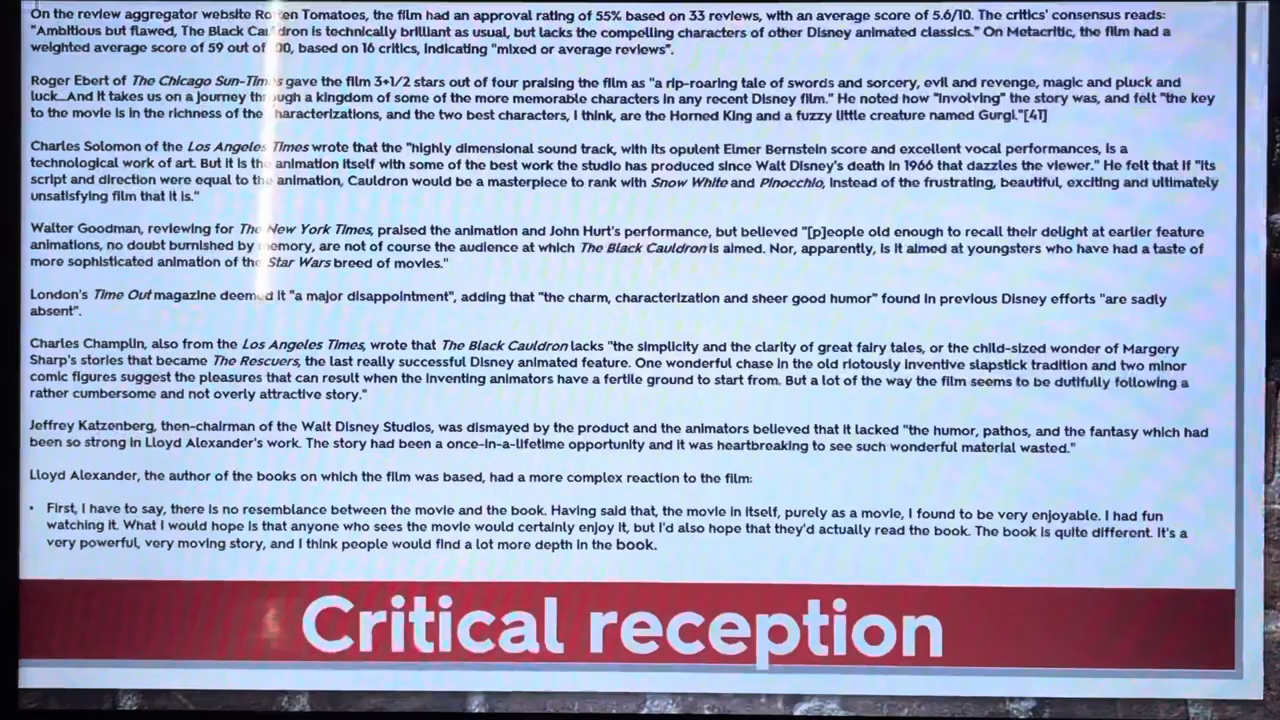 On the review aggregator website Rotten Tomatoes, the film had an approval rating of 55% based on 33 reviews, with an average score of 5.6/10. The critics' consensus reads:
"Ambitious but flawed, The Black Cauldron is technically brilliant as usual, but lacks the compelling characters of other Disney animated classics." On Metacritic, the film had a
weighted average score of 59 out of 100, based on 16 critics, indicating "mixed or average reviews".
Roger Ebert of The Chicago Sun-Times gave the film 3+1/2 stars out of four praising the film as "a rip-roaring tale of swords and sorcery, evil and revenge, magic and pluck and
luck...And it takes us on a journey through a kingdom of some of the more memorable characters in any recent Disney film." He noted how "involving" the story was, and felt "the key
to the movie is in the richness of the characterizations, and the two best characters, I think, are the Horned King and a fuzzy little creature named Gurgi."[41]
Charles Solomon of the Los Angeles Times wrote that the "highly dimensional sound track, with its opulent Elmer Bernstein score and excellent vocal performances, is a
technological work of art. But it is the animation itself with some of the best work the studio has produced since Walt Disney's death in 1966 that dazzles the viewer." He felt that if "its
script and direction were equal to the animation, Cauldron would be a masterpiece to rank with Snow White and Pinocchio, instead of the frustrating, beautiful, exciting and ultimately
unsatisfying film that it is."
Walter Goodman, reviewing for The New York Times, praised the animation and John Hurt's performance, but believed "[p]eople old enough to recall their delight at earlier feature
animations, no doubt burnished by memory, are not of course the audience at which The Black Cauldron is aimed. Nor, apparently, is it aimed at youngsters who have had a taste of
more sophisticated animation of the Star Wars breed of movies."
London's Time Out magazine deemed it "a major disappointment", adding that "the charm, characterization and sheer good humor" found in previous Disney efforts "are sadly
absent".
Charles Champlin, also from the Los Angeles Times, wrote that The Black Cauldron lacks "the simplicity and the clarity of great fairy tales, or the child-sized wonder of Margery
Sharp's stories that became The Rescuers, the last really successful Disney animated feature. One wonderful chase in the old riotously inventive slapstick tradition and two minor
comic figures suggest the pleasures that can result when the inventing animators have a fertile ground to start from. But a lot of the way the film seems to be dutifully following a
rather cumbersome and not overly attractive story."
Jeffrey Katzenberg, then-chairman of the Walt Disney Studios, was dismayed by the product and the animators believed that it lacked "the humor, pathos, and the fantasy which had
been so strong in Lloyd Alexander's work. The story had been a once-in-a-lifetime opportunity and it was heartbreaking to see such wonderful material wasted."
Lloyd Alexander, the author of the books on which the film was based, had a more complex reaction to the film:
• First, I have to say, there is no resemblance between the movie and the book. Having said that, the movie in itself, purely as a movie, I found to be very enjoyable. I had fun
watching it. What I would hope is that anyone who sees the movie would certainly enjoy it, but I'd also hope that they'd actually read the book. The book is quite different. It's a
very powerful, very moving story, and I think people would find a lot more depth in the book.
Critical reception